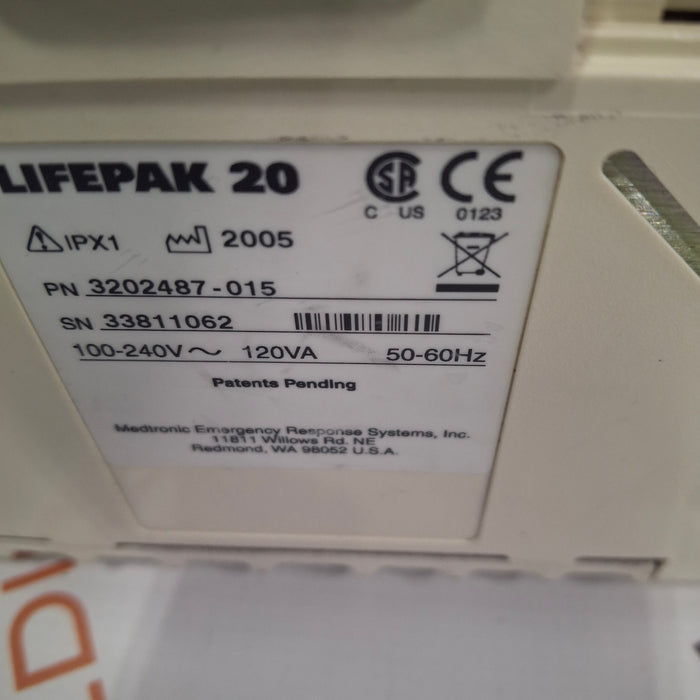 LIFEPAK 20
C US
0123
IPX1
2005
PN 3202487-015
SN 33811062
100-240V~ 120VA 50-60Hz
Patents Pending
Medtronic Emergency Response Systems, Inc.
11811 Willows Rd. NE
Redmond, WA 98052 U.S.A.